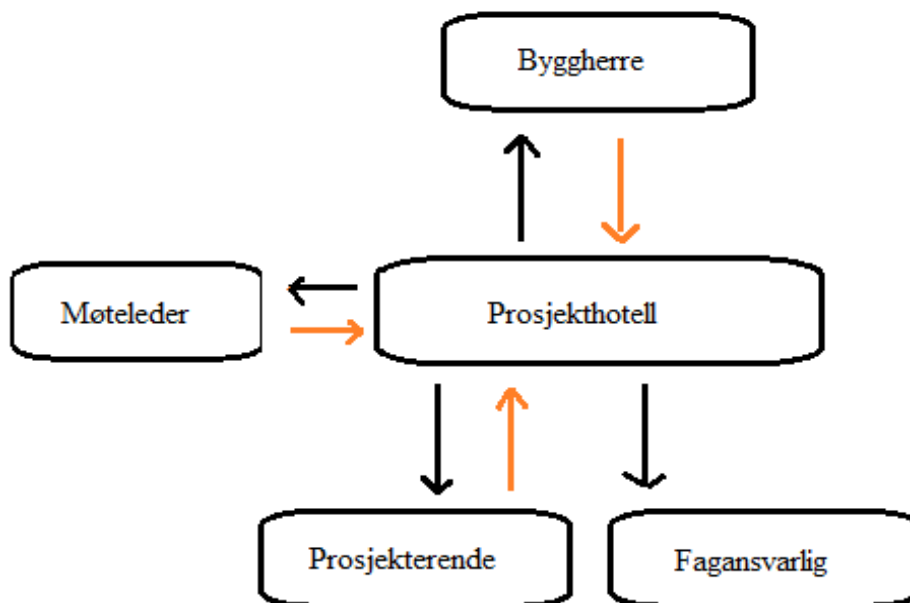 Byggherre
Møteleder
Prosjekthotell
Prosjekterende
Fagansvarlig